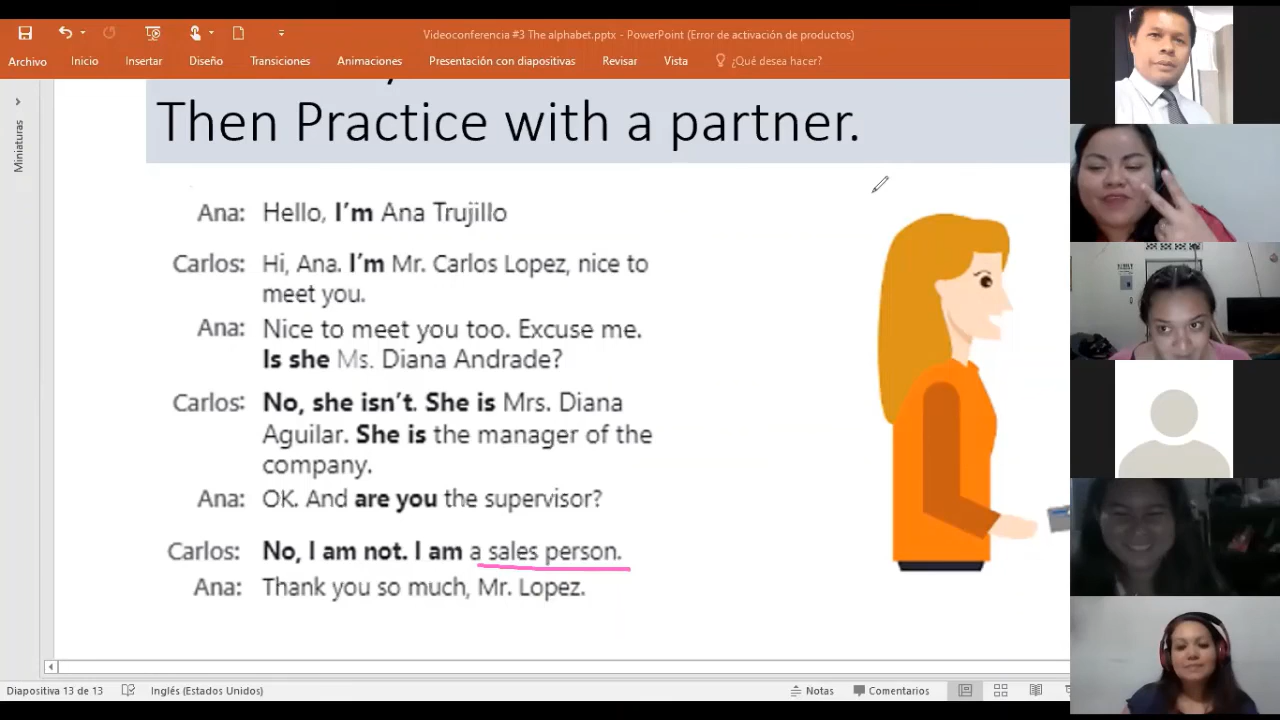 Videoconferencia #3 The alphabet.pptx - PowerPoint (Error de activación de productos)
Archivo Inicio Insertar Diseño Transiciones Animaciones Presentación con diapositivas Revisar Vista ¿Qué desea hacer?
Miniaturas
Then Practice with a partner.
Ana: Hello, I'm Ana Trujillo
Carlos: Hi, Ana. I'm Mr. Carlos Lopez, nice to
meet you.
Ana: Nice to meet you too. Excuse me.
Is she Ms. Diana Andrade?
Carlos: No, she isn't. She is Mrs. Diana
Aguilar. She is the manager of the
company.
Ana: OK. And are you the supervisor?
Carlos: No, I am not. I am a sales person.
Ana: Thank you so much, Mr. Lopez.
Diapositiva 13 de 13 Inglés (Estados Unidos) Notas Comentarios